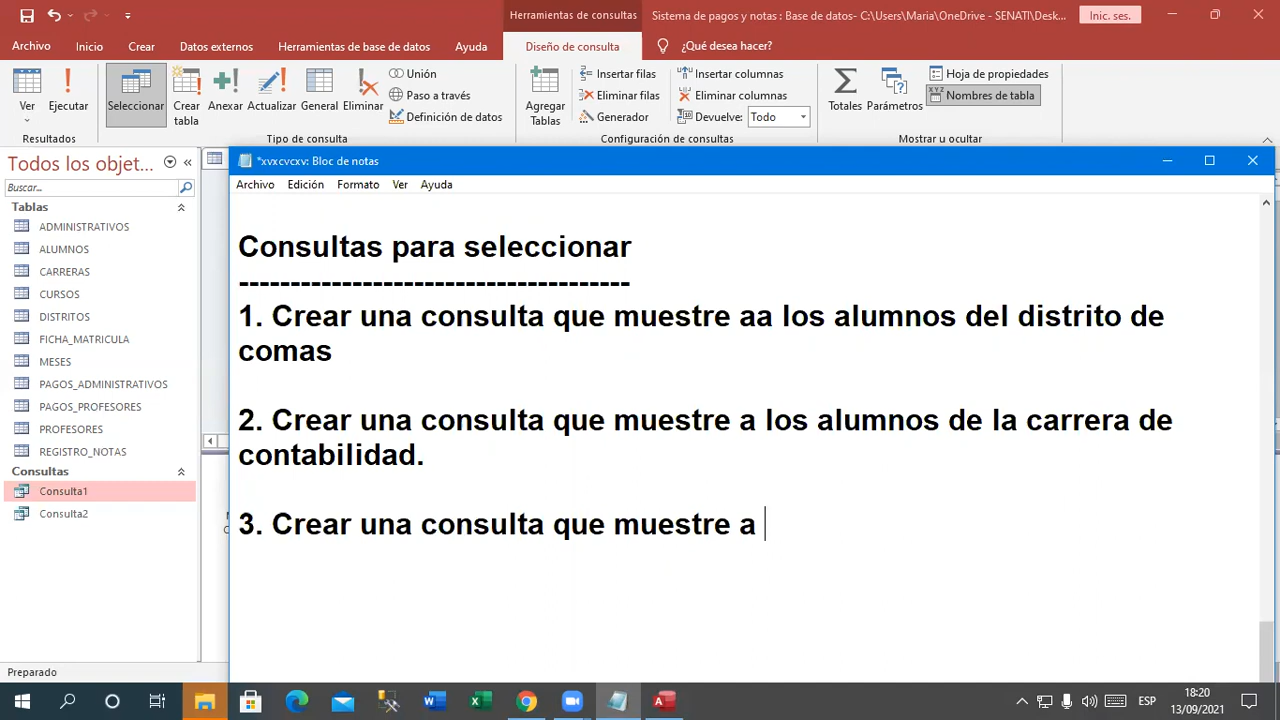 Herramientas de consultas
Sistema de pagos y notas : Base de datos- C:\Users\Maria\OneDrive - SENATI\Desk...
Inic. ses.
Archivo
Inicio
Crear
Datos externos
Herramientas de base de datos
Ayuda
Diseño de consulta
¿Qué desea hacer?
Ver
Ejecutar
Resultados
Seleccionar
Crear
tabla
Anexar
Actualizar
General
Eliminar
Unión
Paso a través
Definición de datos
Tipo de consulta
Agregar
Tablas
Insertar filas
Eliminar filas
Generador
Insertar columnas
Eliminar columnas
Devuelve: Todo
Configuración de consultas
Totales
Parámetros
Hoja de propiedades
XYZ
Nombres de tabla
Mostrar u ocultar
Todos los objet...
Buscar...
Tablas
ADMINISTRATIVOS
ALUMNOS
CARRERAS
CURSOS
DISTRITOS
FICHA_MATRICULA
MESES
PAGOS_ADMINISTRATIVOS
PAGOS_PROFESORES
PROFESORES
REGISTRO_NOTAS
Consultas
Consulta1
Consulta2
*xvxcvcxv: Bloc de notas
Archivo
Edición
Formato
Ver
Ayuda
Consultas para seleccionar
--------------------------------------
1. Crear una consulta que muestre aa los alumnos del distrito de
comas
2. Crear una consulta que muestre a los alumnos de la carrera de
contabilidad.
3. Crear una consulta que muestre a
Preparado
ESP
18:20
13/09/2021